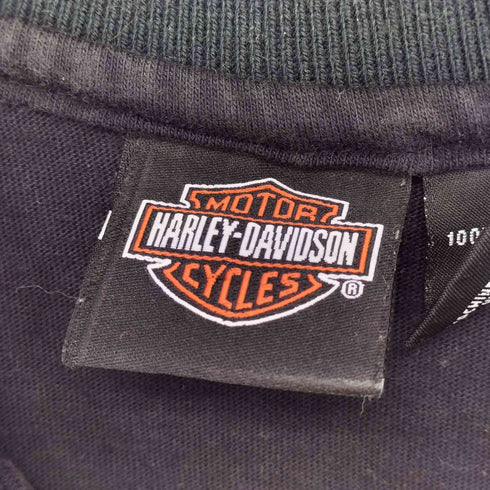 MOTOR
HARLEY-DAVIDSON
CYCLES
®
100